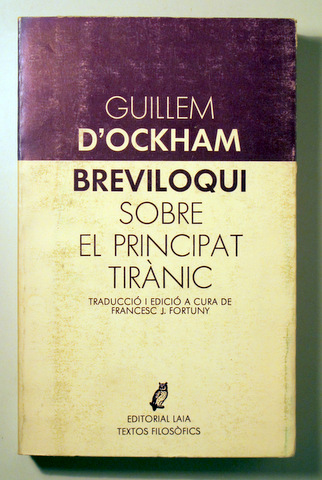 GUILLEM
D'OCKHAM
BREVILOQUI
SOBRE
EL PRINCIPAT
TIRÀNIC
TRADUCCIÓ I EDICIÓ A CURA DE
FRANCESC J. FORTUNY
EDITORIAL LAIA
TEXTOS FILOSÒFICS